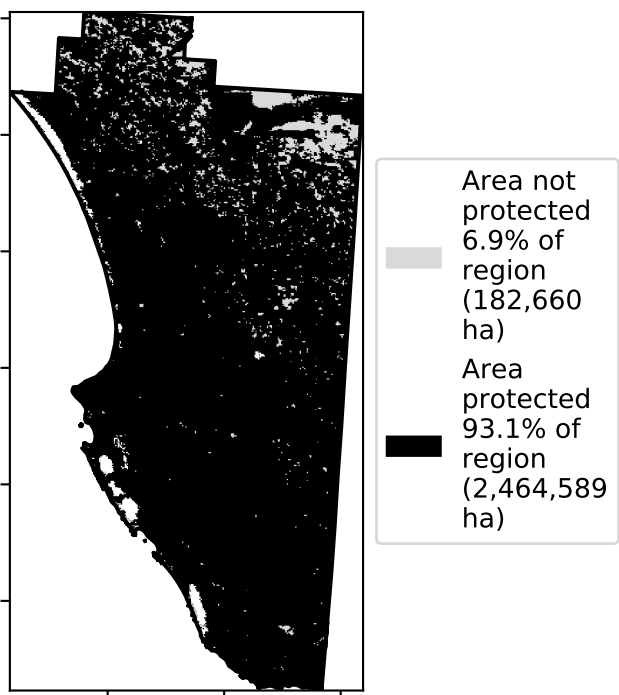 Area not
protected
6.9% of
region
(182,660
ha)
Area
protected
93.1% of
region
(2,464,589
ha)